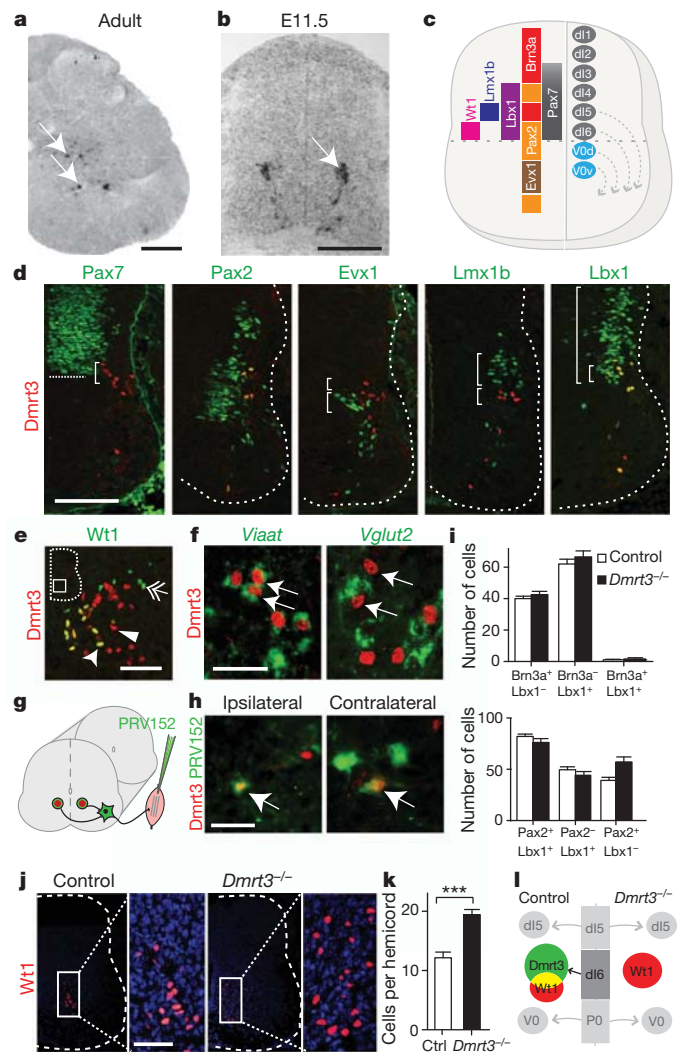 a
Adult
b
E11.5
c
Wt1
Lmx1b
Lbx1
Brn3a
Pax2
Evx1
Pax7
dI1
dI2
dI3
dI4
dI5
dI6
V0d
V0v
d
Pax7
Pax2
Evx1
Lmx1b
Lbx1
Dmrt3
e
Wt1
Dmrt3
f
Viaat
Vglut2
Dmrt3
g
PRV152
h
Ipsilateral
Contralateral
Dmrt3 PRV152
i
Control
Dmrt3–/–
Number of cells
60
40
20
0
Brn3a+
Lbx1–
Brn3a–
Lbx1+
Brn3a+
Lbx1+
Number of cells
100
50
0
Pax2+
Lbx1+
Pax2–
Lbx1+
Pax2+
Lbx1–
j
Control
Dmrt3–/–
Wt1
k
***
Cells per hemicord
20
10
0
Ctrl
Dmrt3–/–
l
Control
Dmrt3–/–
dI5
dI5
dI5
Dmrt3
Wt1
dI6
Wt1
V0
P0
V0